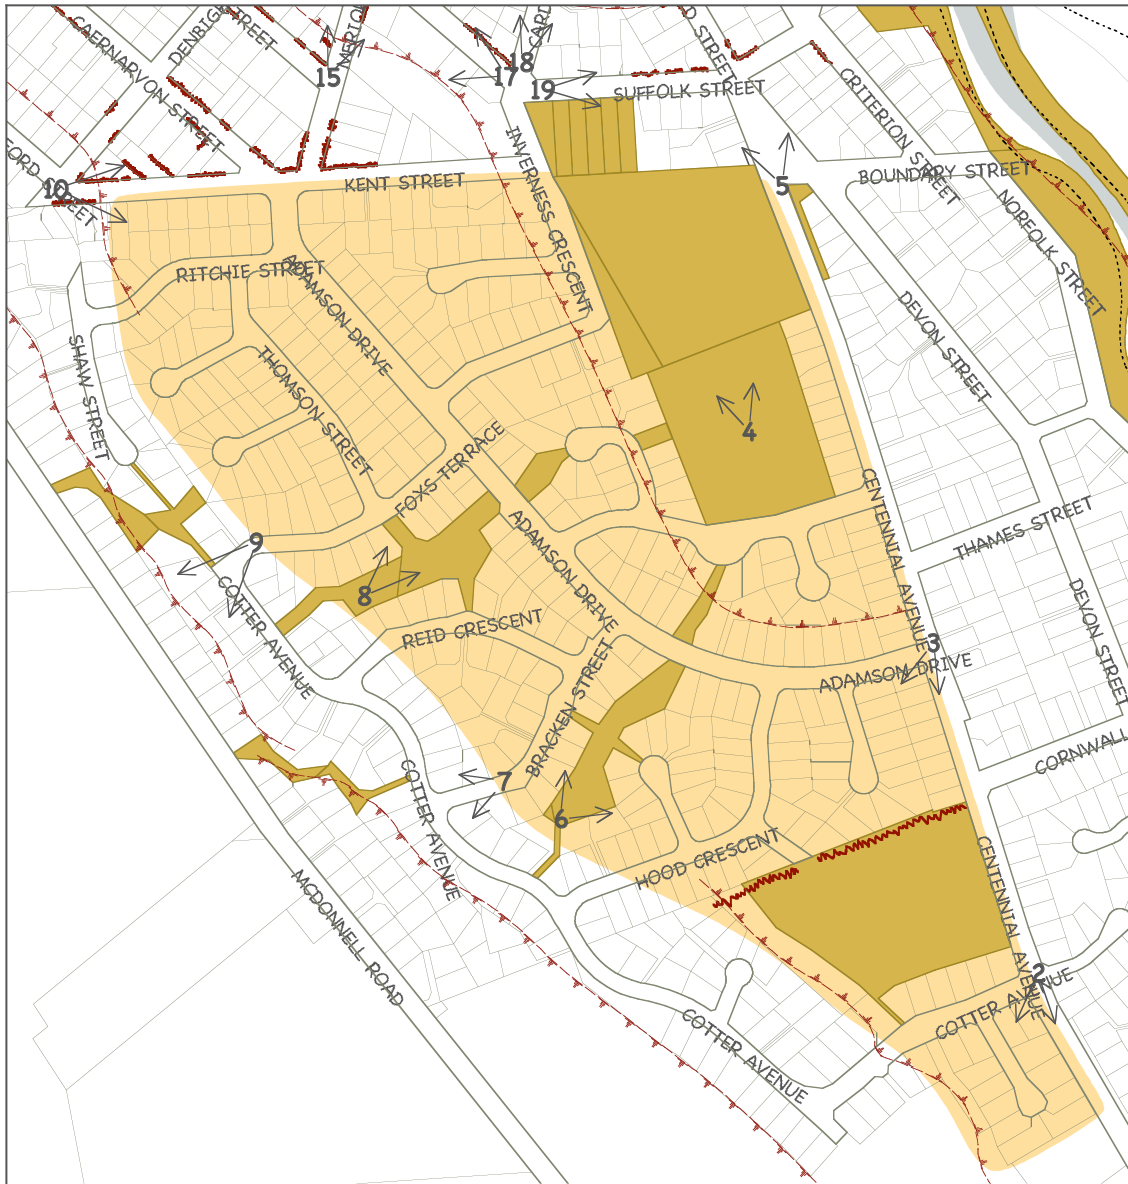 CAERNARVON STREET
DENBIGH STREET
15
17
18
19
SUFFOLK STREET
CRITERION STREET
BOUNDARY STREET
NORFOLK STREET
10
STREET
KENT STREET
INVERNESS CRESCENT
5
RITCHIE STREET
ADAMSON DRIVE
DEVON STREET
SHAW STREET
THOMSON STREET
4
FOXS TERRACE
CENTENNIAL AVENUE
THAMES STREET
ADAMSON DRIVE
9
8
COTTER AVENUE
REID CRESCENT
DEVON STREET
3
ADAMSON DRIVE
BRACKEN STREET
CORNWALL
7
6
COTTER AVENUE
HOOD CRESCENT
CENTENNIAL AVENUE
MCDONNELL ROAD
2
COTTER AVENUE
COTTER AVENUE